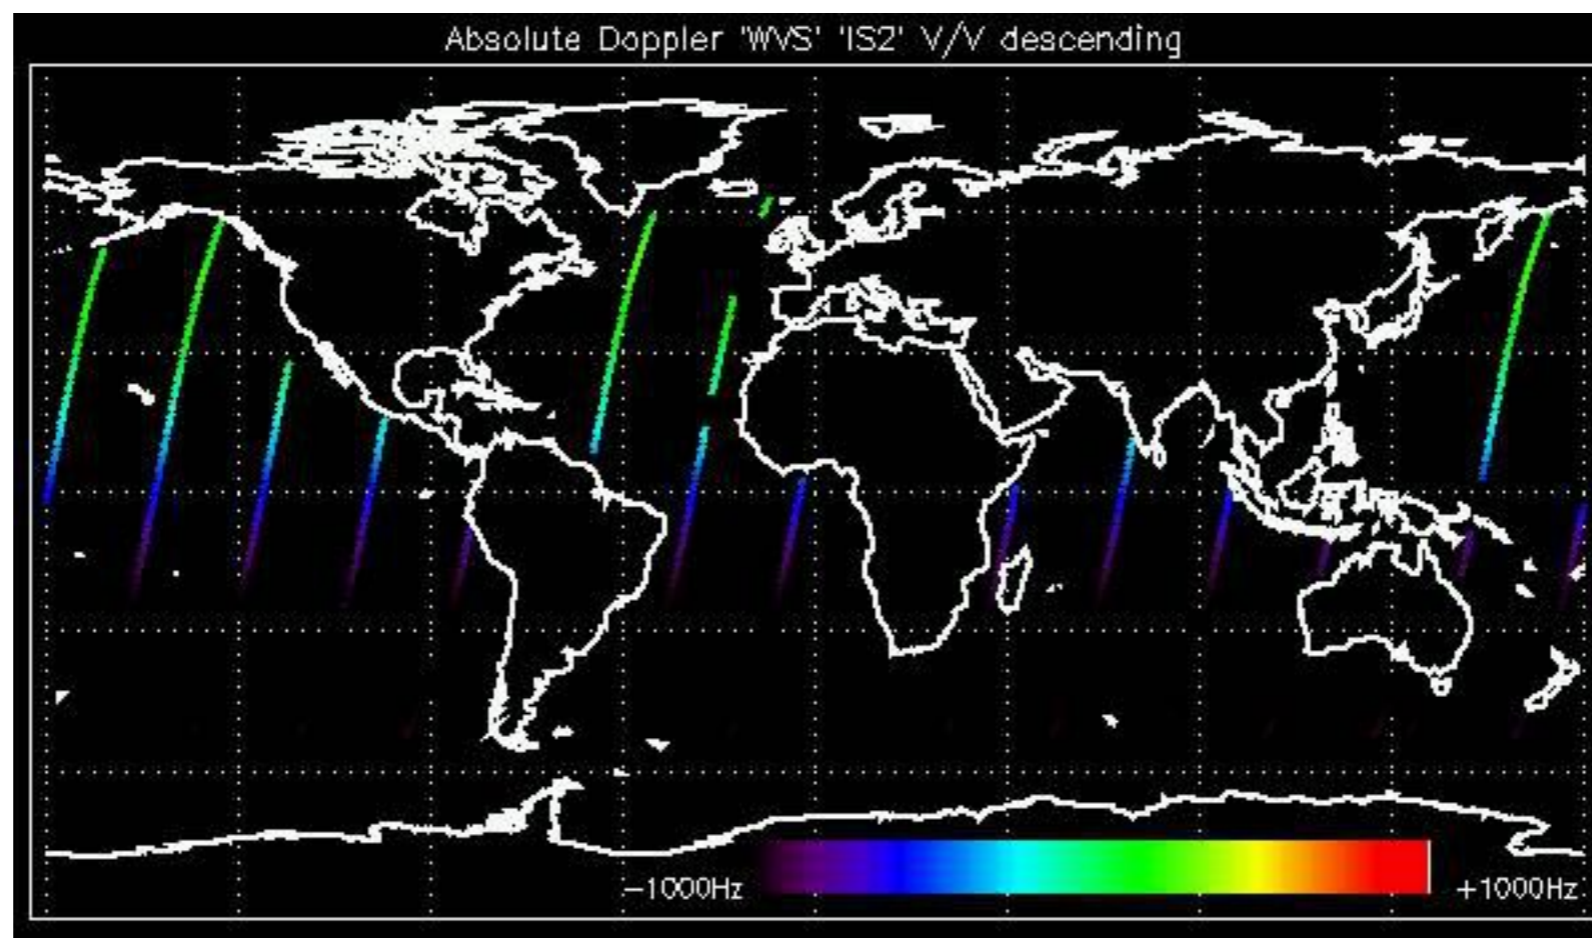 Absolute Doppler 'WVS' 'IS2' V/V descending
−1000Hz +1000Hz